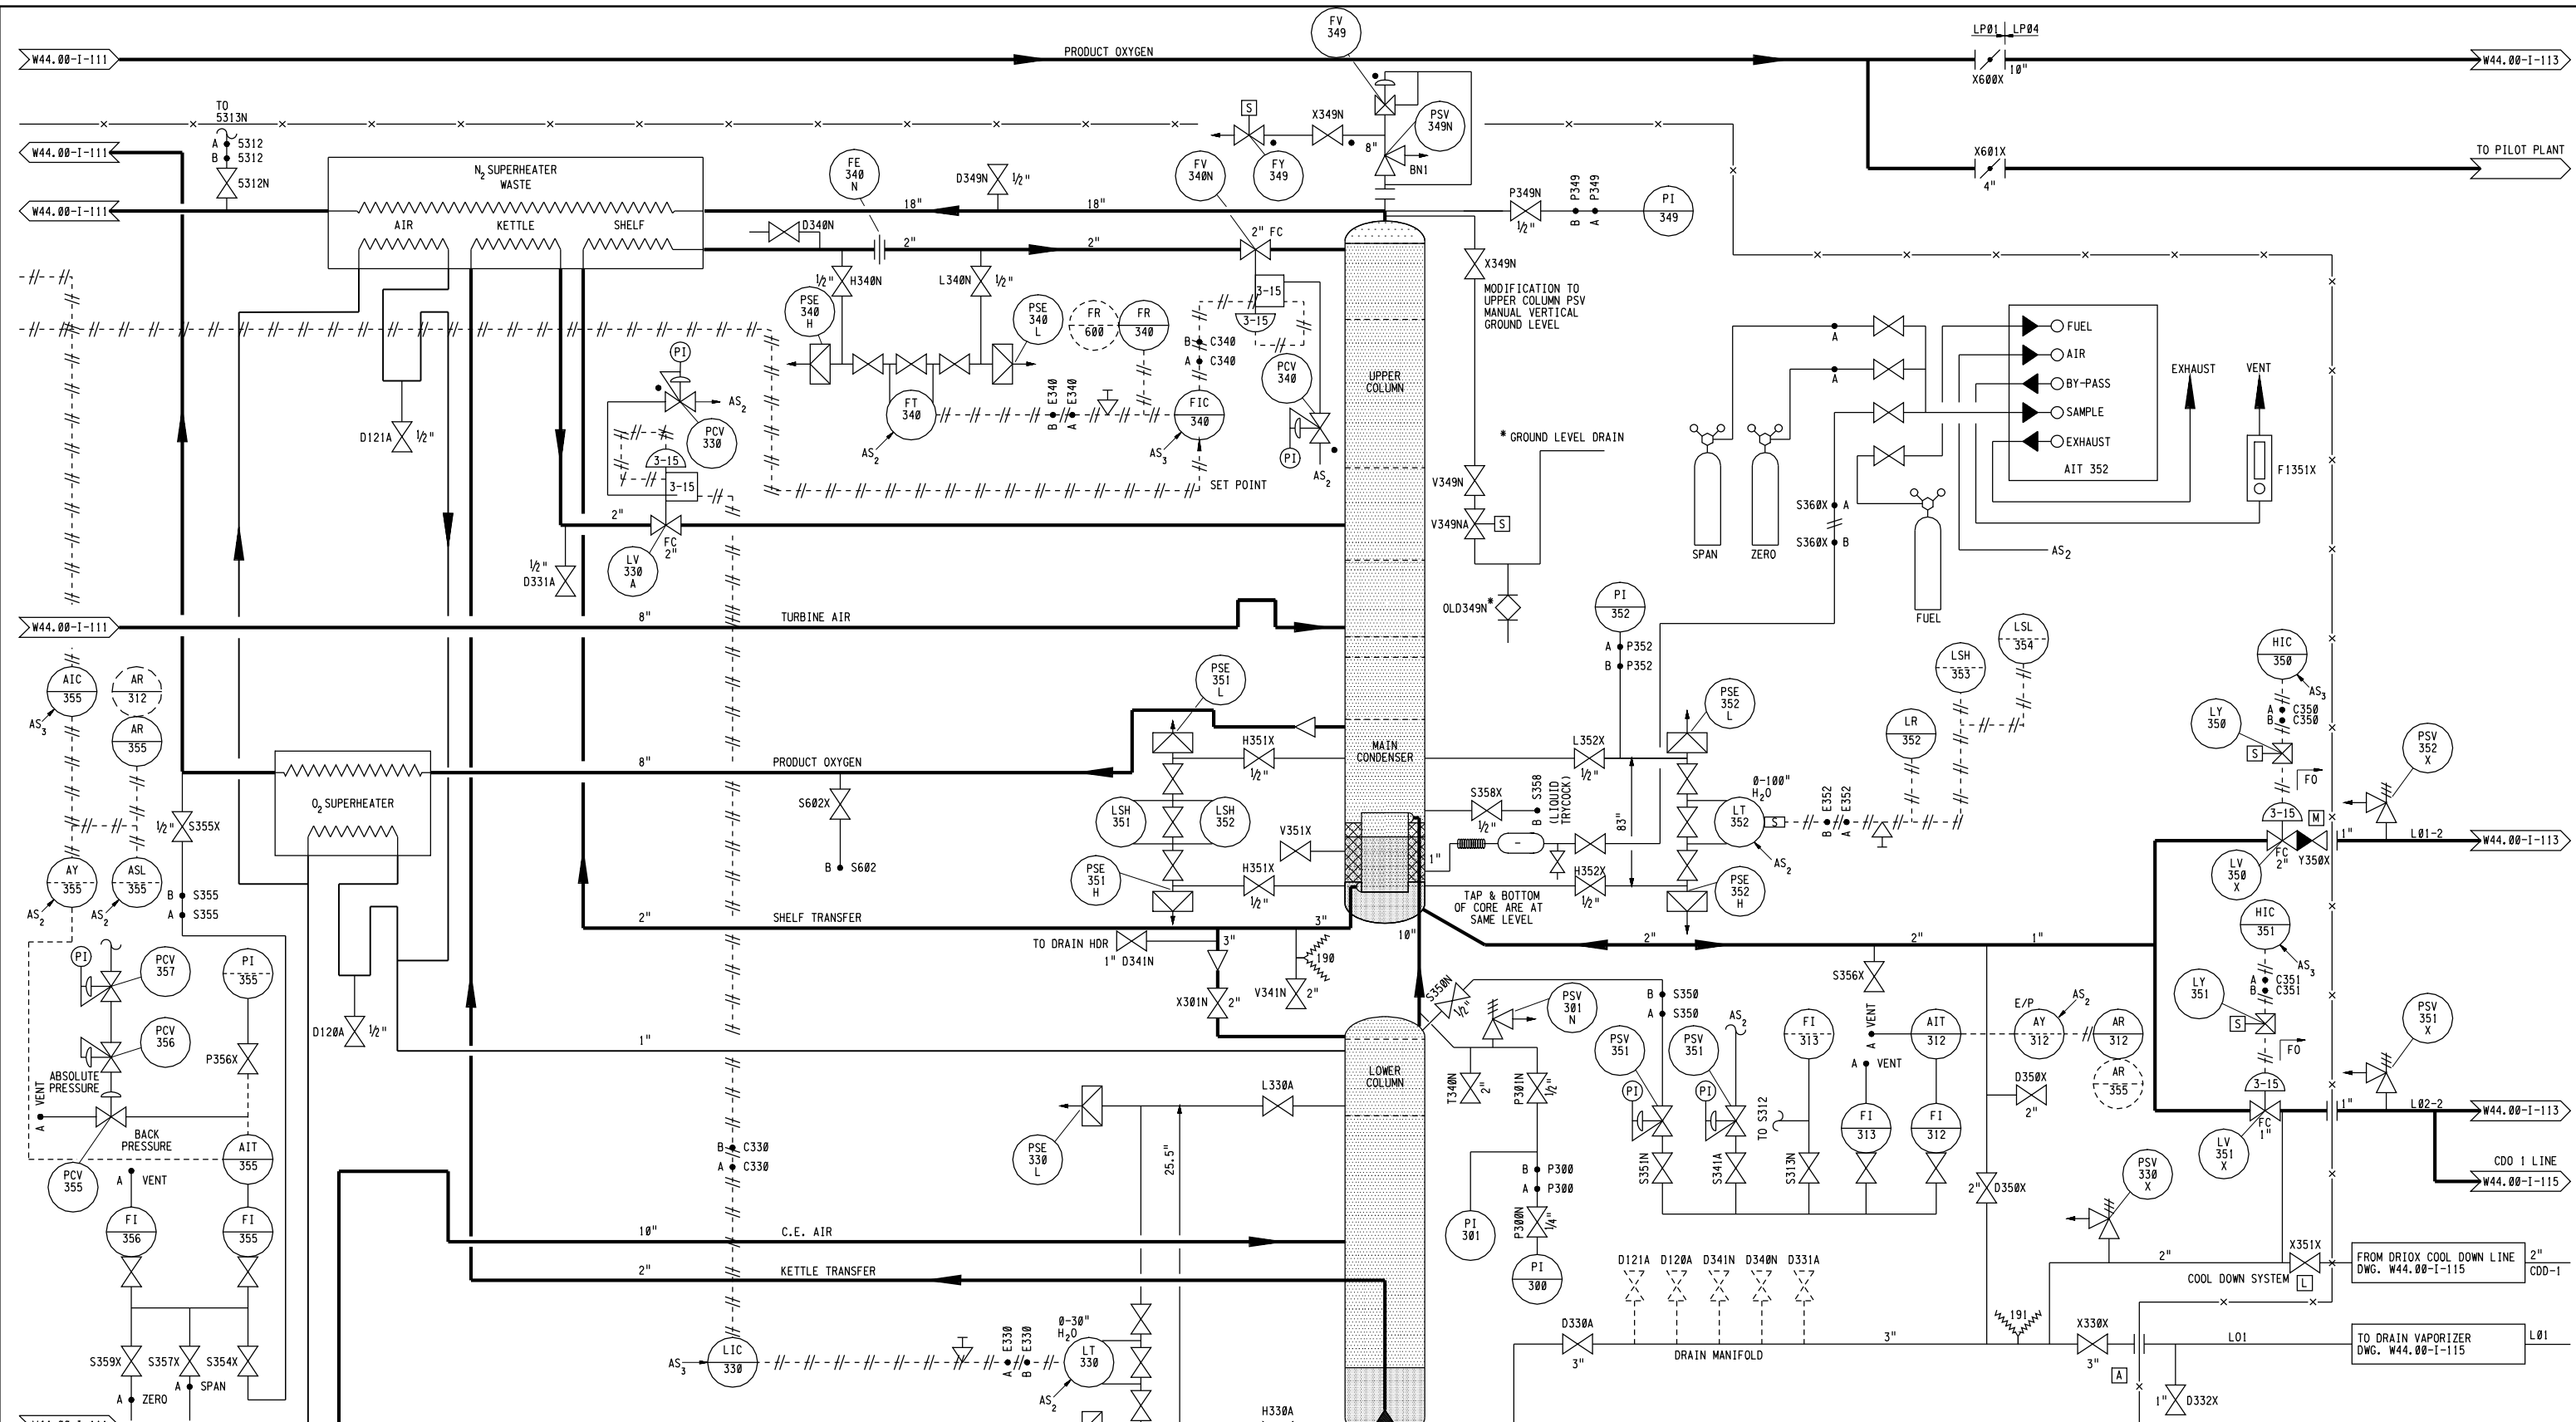 W44.00-I-111
PRODUCT OXYGEN
FV
349
LP01
LP04
X600X
10"
W44.00-I-113
TO
5313N
A 5312
B 5312
5312N
W44.00-I-111
W44.00-I-111
N2 SUPERHEATER
WASTE
AIR
KETTLE
SHELF
S
X349N
8"
FY
349
PSV
349N
BN1
X601X
4"
TO PILOT PLANT
FE
340
N
D349N
1/2"
FV
340N
18"
18"
P349N
1/2"
B P349
A P349
PI
349
D340N
2"
2"
2" FC
1/2"
H340N
L340N
1/2"
X349N
MODIFICATION TO
UPPER COLUMN PSV
MANUAL VERTICAL
GROUND LEVEL
PSE
340
H
PSE
340
L
FR
600
FR
340
3-15
3-15
B C340
A C340
PCV
340
UPPER
COLUMN
PI
AS2
PCV
330
D121A
1/2"
FT
340
AS2
B E340
A E340
FIC
340
AS3
PI
AS2
SET POINT
3-15
3-15
* GROUND LEVEL DRAIN
V349N
V349NA
S
OLD349N*
A
A
FUEL
AIR
BY-PASS
SAMPLE
EXHAUST
AIT 352
EXHAUST
VENT
F1351X
SPAN
ZERO
S360X A
S360X B
FUEL
AS2
2"
FC
2"
LV
330
A
1/2"
D331A
W44.00-I-111
8"
TURBINE AIR
PI
352
A P352
B P352
LSL
354
LSH
353
LR
352
HIC
350
AS3
A C350
B C350
LY
350
S
FO
PSV
352
X
AIC
355
AS3
AR
312
AR
355
PSE
351
L
PSE
352
L
MAIN
CONDENSER
H351X
1/2"
L352X
1/2"
8"
PRODUCT OXYGEN
O2 SUPERHEATER
S602X
B S602
1/2"
S355X
LSH
351
LSH
352
V351X
S358X
1/2"
B S358
(LIQUID
TRYCOCK)
83"
0-100"
H2O
LT
352
S
AS2
B E352
A E352
3-15
M
FC
2"
Y350X
1"
L01-2
W44.00-I-113
LV
350
X
AY
355
AS2
ASL
355
AS2
B S355
A S355
PSE
351
H
H351X
1/2"
1"
H352X
1/2"
PSE
352
H
TAP & BOTTOM
OF CORE ARE AT
SAME LEVEL
2"
SHELF TRANSFER
3"
10"
TO DRAIN HDR
1" D341N
3"
190
X301N
2"
V341N
2"
2"
2"
1"
S356X
HIC
351
AS3
A C351
B C351
LY
351
S
FO
PSV
351
X
PI
PCV
357
PI
355
PCV
356
P356X
D120A
1/2"
1"
ABSOLUTE
PRESSURE
A VENT
BACK
PRESSURE
PCV
355
AIT
355
S350N
1/2"
PSV
301
N
B S350
A S350
PSV
351
PSV
351
AS2
PI
PI
FI
313
A VENT
A VENT
AIT
312
E/P
AS2
AY
312
AR
312
AR
355
LOWER
COLUMN
T340N
2"
P301N
1/2"
TO S312
D350X
2"
3-15
FC
1"
LV
351
X
1"
L02-2
W44.00-I-113
CDO 1 LINE
W44.00-I-115
PSE
330
L
L330A
25.5"
B C330
A C330
S351N
S341A
S313N
FI
313
FI
312
2"
D350X
PSV
330
X
A VENT
FI
356
FI
355
B P300
A P300
P300N
1/4"
PI
301
PI
300
10"
C.E. AIR
2"
KETTLE TRANSFER
D121A
D120A
D341N
D340N
D331A
2"
X351X
COOL DOWN SYSTEM
L
FROM DRIOX COOL DOWN LINE
DWG. W44.00-I-115
2"
CDD-1
S359X
S357X
S354X
A SPAN
A ZERO
AS3
LIC
330
A E330
B E330
0-30"
H2O
LT
330
AS2
D330A
3"
3"
DRAIN MANIFOLD
191
X330X
3"
A
LO1
TO DRAIN VAPORIZER
DWG. W44.00-I-115
L01
1"
D332X
H330A